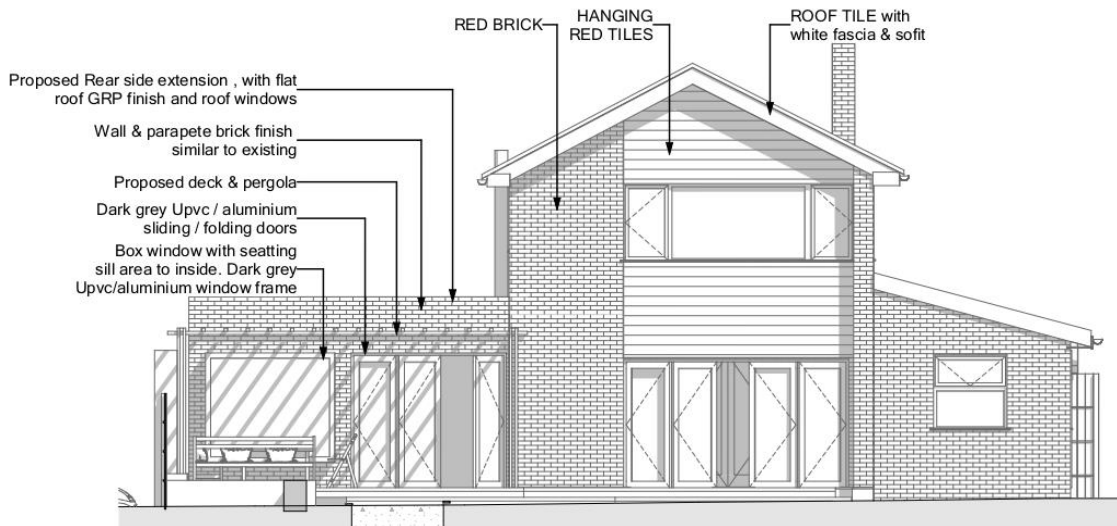 RED BRICK
HANGING
RED TILES
ROOF TILE with
white fascia & sofit
Proposed Rear side extension , with flat
roof GRP finish and roof windows
Wall & parapete brick finish
similar to existing
Proposed deck & pergola
Dark grey Upvc / aluminium
sliding / folding doors
Box window with seatting
sill area to inside. Dark grey
Upvc/aluminium window frame